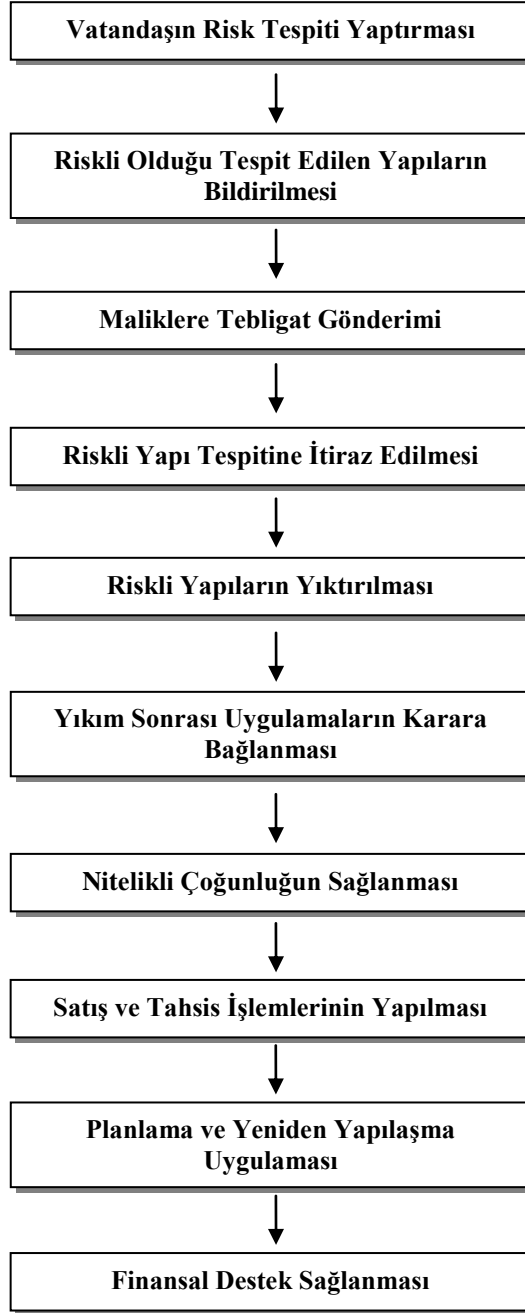 Vatandaşın Risk Tespiti Yaptırması
Riskli Olduğu Tespit Edilen Yapıların
Bildirilmesi
Maliklere Tebligat Gönderimi
Riskli Yapı Tespitine İtiraz Edilmesi
Riskli Yapıların Yıktırılması
Yıkım Sonrası Uygulamaların Karara
Bağlanması
Nitelikli Çoğunluğun Sağlanması
Satış ve Tahsis İşlemlerinin Yapılması
Planlama ve Yeniden Yapılaşma
Uygulaması
Finansal Destek Sağlanması